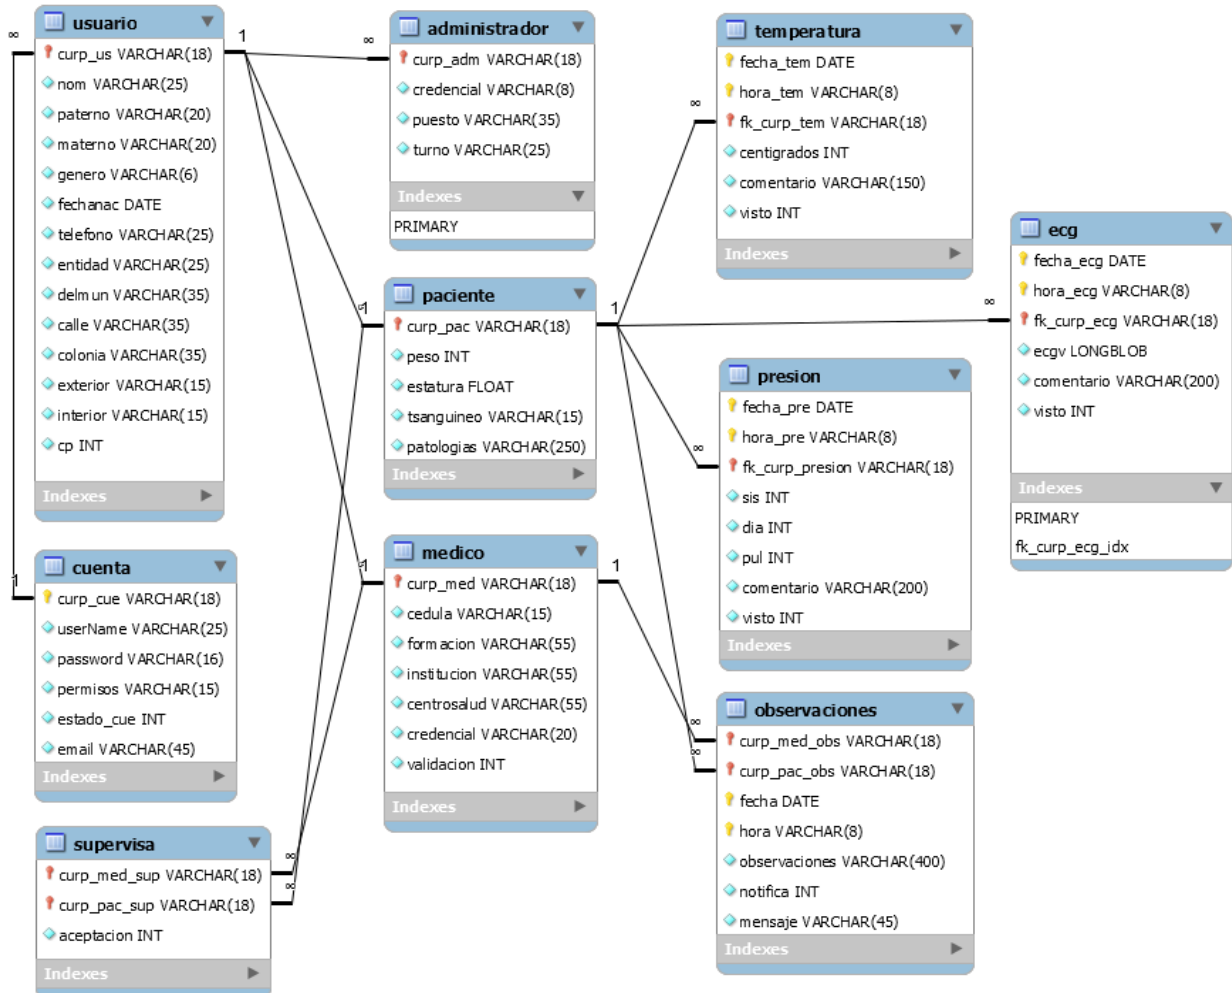 usuario
curp_us VARCHAR(18)
nom VARCHAR(25)
paterno VARCHAR(20)
materno VARCHAR(20)
genero VARCHAR(6)
fechanac DATE
telefono VARCHAR(25)
entidad VARCHAR(25)
delmun VARCHAR(35)
calle VARCHAR(35)
colonia VARCHAR(35)
exterior VARCHAR(15)
interior VARCHAR(15)
cp INT
Indexes
∞
1
∞
administrador
curp_adm VARCHAR(18)
credencial VARCHAR(8)
puesto VARCHAR(35)
turno VARCHAR(25)
Indexes
PRIMARY
temperatura
fecha_tem DATE
hora_tem VARCHAR(8)
fk_curp_tem VARCHAR(18)
centigrados INT
comentario VARCHAR(150)
visto INT
Indexes
∞
ecg
fecha_ecg DATE
hora_ecg VARCHAR(8)
fk_curp_ecg VARCHAR(18)
ecgv LONGBLOB
comentario VARCHAR(200)
visto INT
Indexes
PRIMARY
fk_curp_ecg_idx
∞
paciente
curp_pac VARCHAR(18)
peso INT
estatura FLOAT
tsanguineo VARCHAR(15)
patologias VARCHAR(250)
Indexes
1
1
presion
fecha_pre DATE
hora_pre VARCHAR(8)
fk_curp_presion VARCHAR(18)
sis INT
dia INT
pul INT
comentario VARCHAR(200)
visto INT
Indexes
∞
cuenta
curp_cue VARCHAR(18)
userName VARCHAR(25)
password VARCHAR(16)
permisos VARCHAR(15)
estado_cue INT
email VARCHAR(45)
Indexes
1
medico
curp_med VARCHAR(18)
cedula VARCHAR(15)
formacion VARCHAR(55)
institucion VARCHAR(55)
centrosalud VARCHAR(55)
credencial VARCHAR(20)
validacion INT
Indexes
1
1
observaciones
curp_med_obs VARCHAR(18)
curp_pac_obs VARCHAR(18)
fecha DATE
hora VARCHAR(8)
observaciones VARCHAR(400)
notifica INT
mensaje VARCHAR(45)
Indexes
∞
∞
supervisa
curp_med_sup VARCHAR(18)
curp_pac_sup VARCHAR(18)
aceptacion INT
Indexes
∞
∞